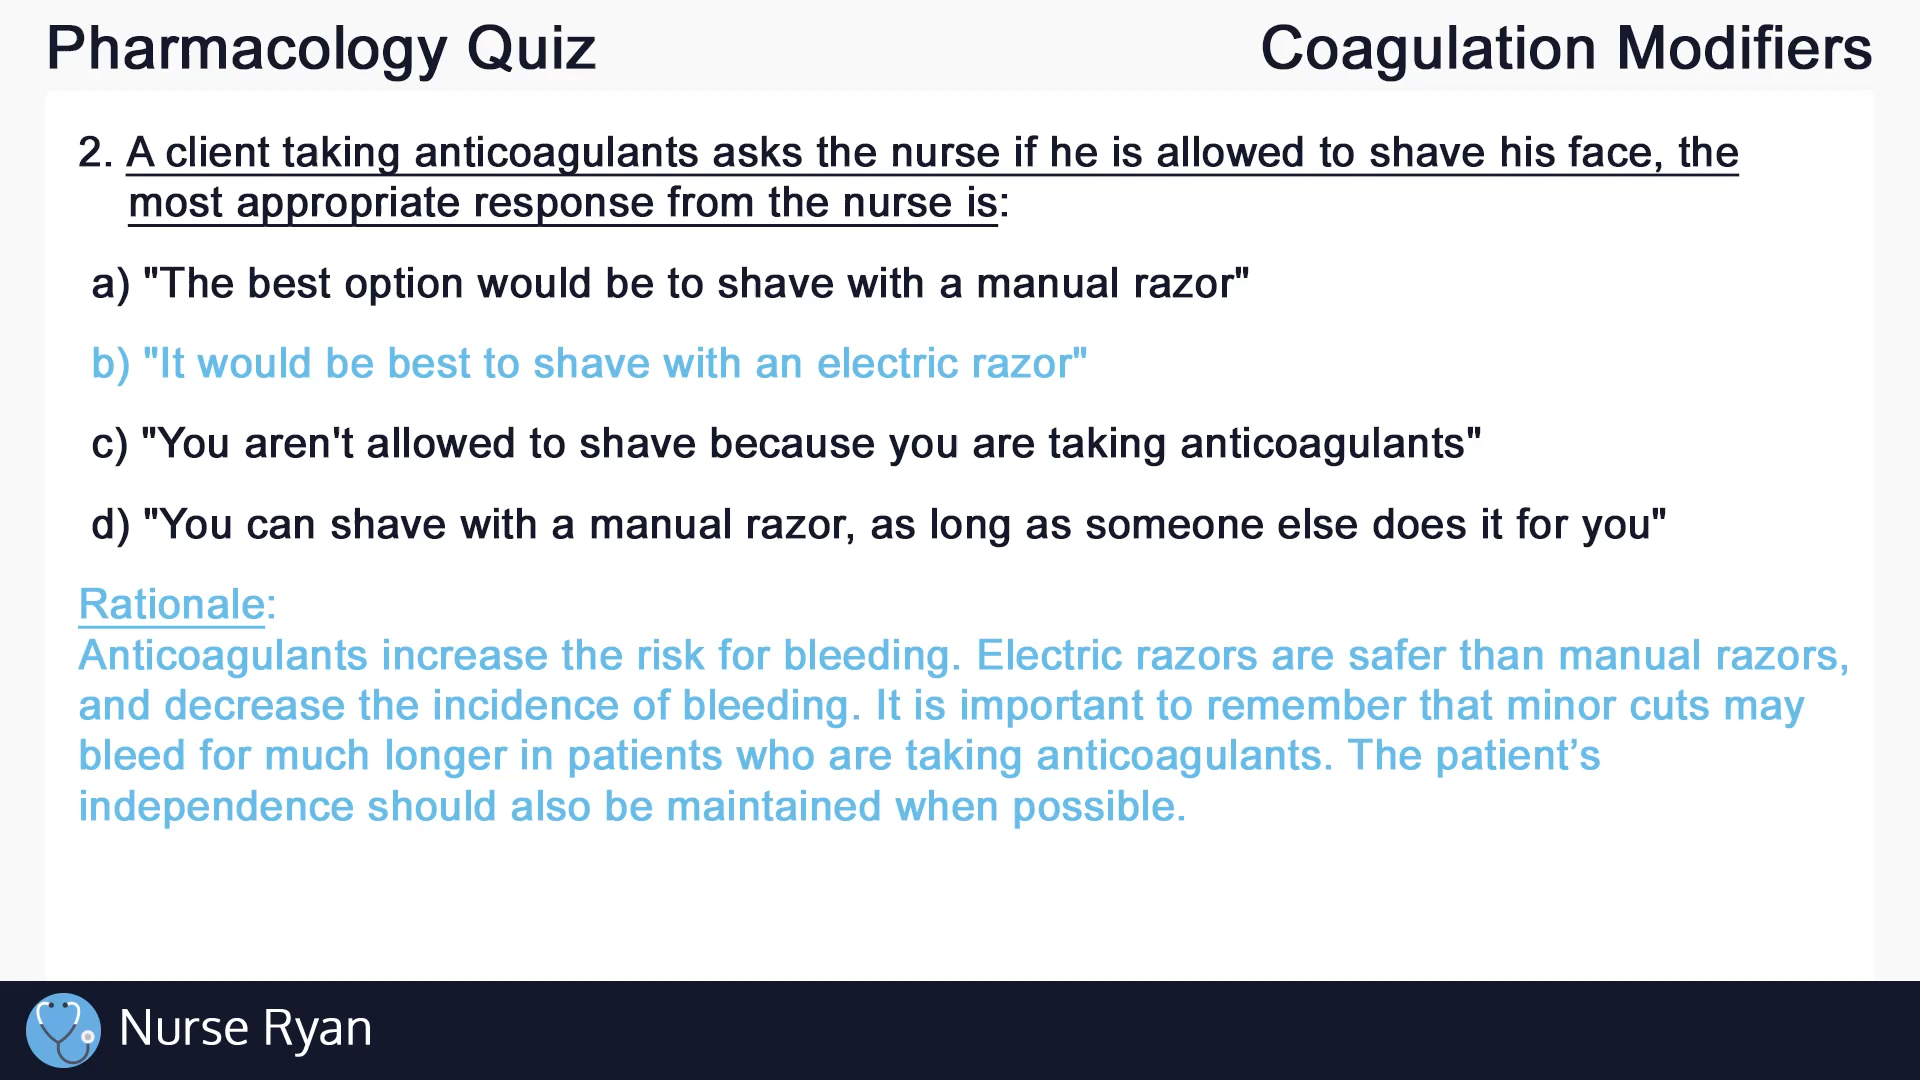 Pharmacology Quiz
Coagulation Modifiers
2. A client taking anticoagulants asks the nurse if he is allowed to shave his face, the
most appropriate response from the nurse is:
a) "The best option would be to shave with a manual razor"
b) "It would be best to shave with an electric razor"
c) "You aren't allowed to shave because you are taking anticoagulants"
d) "You can shave with a manual razor, as long as someone else does it for you"
Rationale:
Anticoagulants increase the risk for bleeding. Electric razors are safer than manual razors,
and decrease the incidence of bleeding. It is important to remember that minor cuts may
bleed for much longer in patients who are taking anticoagulants. The patient’s
independence should also be maintained when possible.
Nurse Ryan